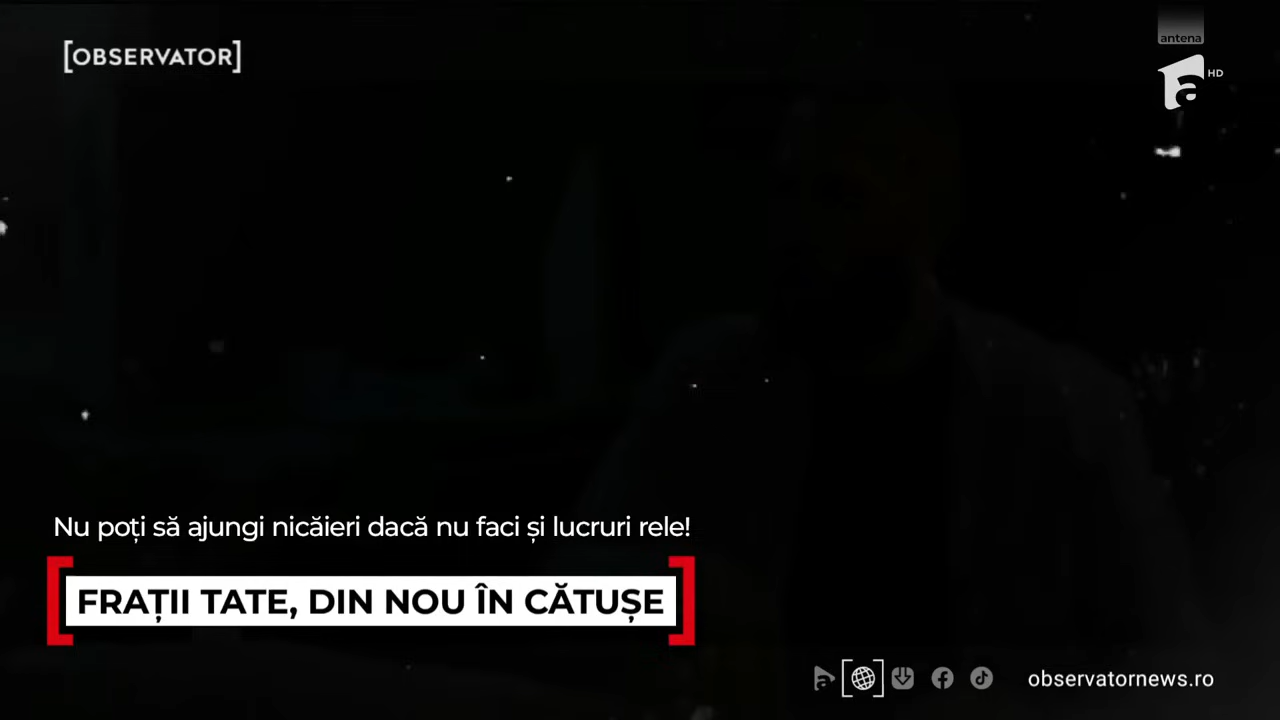 [OBSERVATOR]
antena
a HD
Nu poți să ajungi nicăieri dacă nu faci și lucruri rele!
FRAȚII TATE, DIN NOU ÎN CĂTUȘE
observatornews.ro